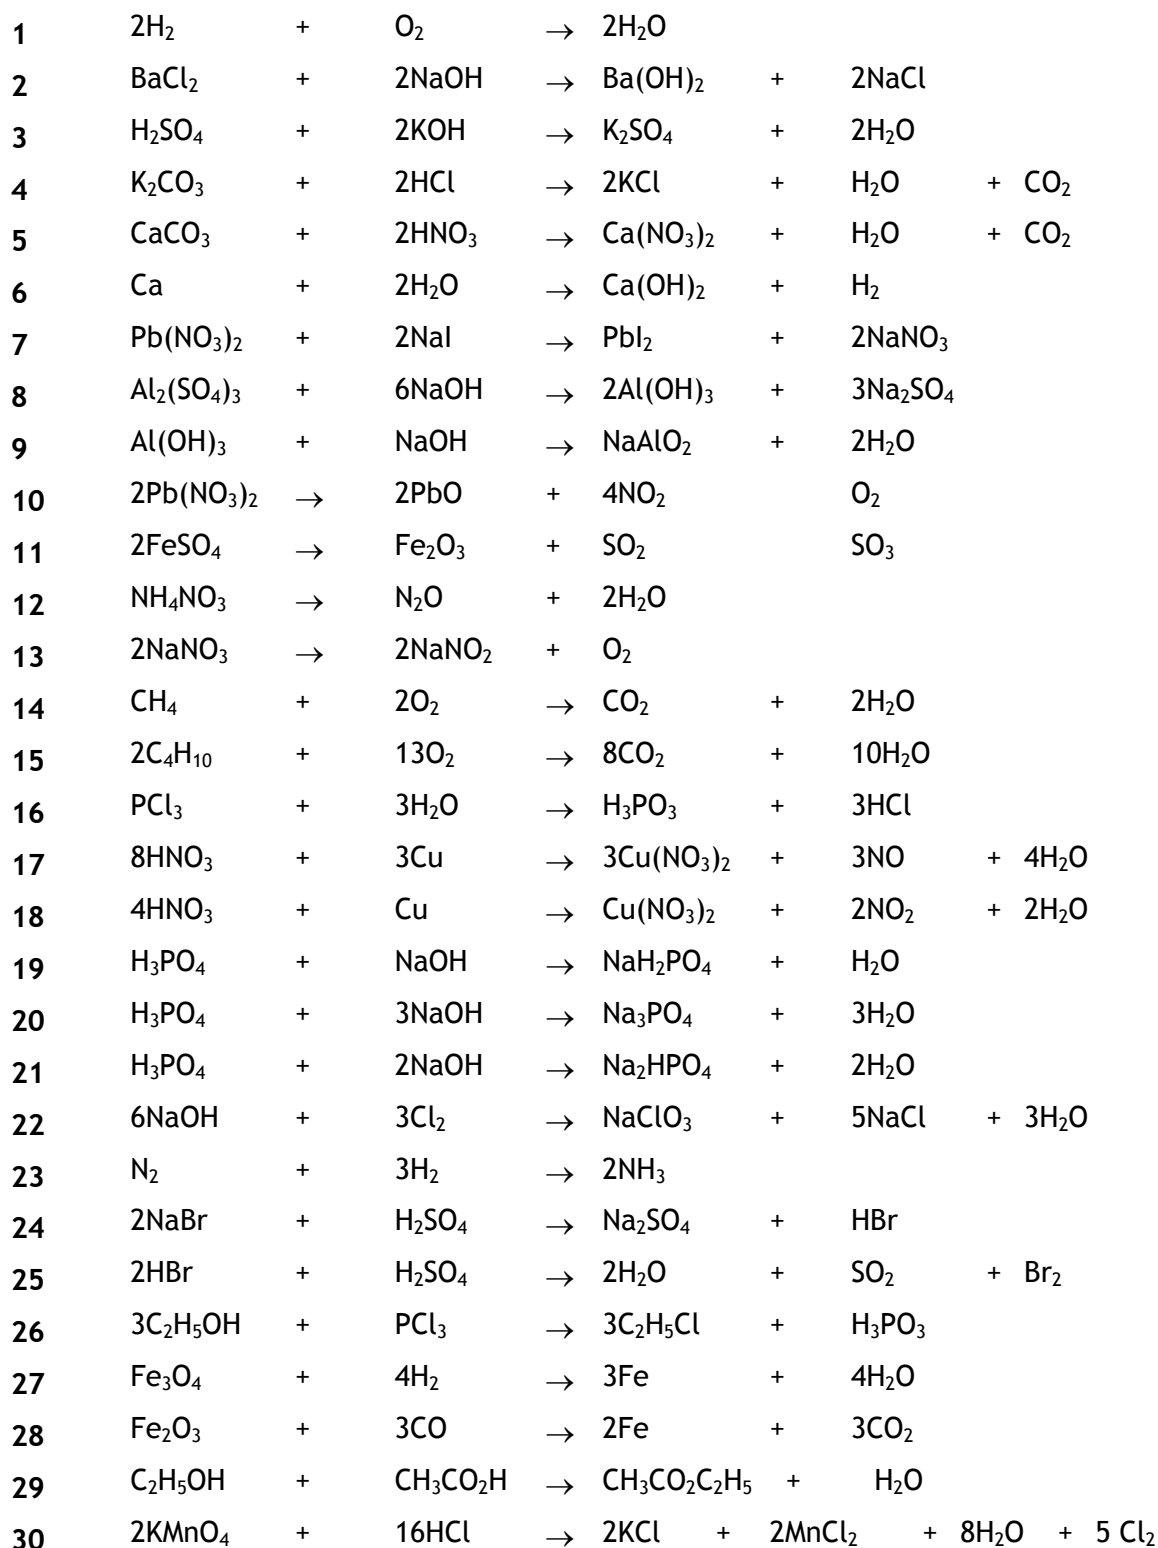 1 2H₂ + O₂ → 2H₂O
2 BaCl₂ + 2NaOH → Ba(OH)₂ + 2NaCl
3 H₂SO₄ + 2KOH → K₂SO₄ + 2H₂O
4 K₂CO₃ + 2HCl → 2KCl + H₂O + CO₂
5 CaCO₃ + 2HNO₃ → Ca(NO₃)₂ + H₂O + CO₂
6 Ca + 2H₂O → Ca(OH)₂ + H₂
7 Pb(NO₃)₂ + 2NaI → PbI₂ + 2NaNO₃
8 Al₂(SO₄)₃ + 6NaOH → 2Al(OH)₃ + 3Na₂SO₄
9 Al(OH)₃ + NaOH → NaAlO₂ + 2H₂O
10 2Pb(NO₃)₂ → 2PbO + 4NO₂ O₂
11 2FeSO₄ → Fe₂O₃ + SO₂ SO₃
12 NH₄NO₃ → N₂O + 2H₂O
13 2NaNO₃ → 2NaNO₂ + O₂
14 CH₄ + 2O₂ → CO₂ + 2H₂O
15 2C₄H₁₀ + 13O₂ → 8CO₂ + 10H₂O
16 PCl₃ + 3H₂O → H₃PO₃ + 3HCl
17 8HNO₃ + 3Cu → 3Cu(NO₃)₂ + 3NO + 4H₂O
18 4HNO₃ + Cu → Cu(NO₃)₂ + 2NO₂ + 2H₂O
19 H₃PO₄ + NaOH → NaH₂PO₄ + H₂O
20 H₃PO₄ + 3NaOH → Na₃PO₄ + 3H₂O
21 H₃PO₄ + 2NaOH → Na₂HPO₄ + 2H₂O
22 6NaOH + 3Cl₂ → NaClO₃ + 5NaCl + 3H₂O
23 N₂ + 3H₂ → 2NH₃
24 2NaBr + H₂SO₄ → Na₂SO₄ + HBr
25 2HBr + H₂SO₄ → 2H₂O + SO₂ + Br₂
26 3C₂H₅OH + PCl₃ → 3C₂H₅Cl + H₃PO₃
27 Fe₃O₄ + 4H₂ → 3Fe + 4H₂O
28 Fe₂O₃ + 3CO → 2Fe + 3CO₂
29 C₂H₅OH + CH₃CO₂H → CH₃CO₂C₂H₅ + H₂O
30 2KMnO₄ + 16HCl → 2KCl + 2MnCl₂ + 8H₂O + 5 Cl₂